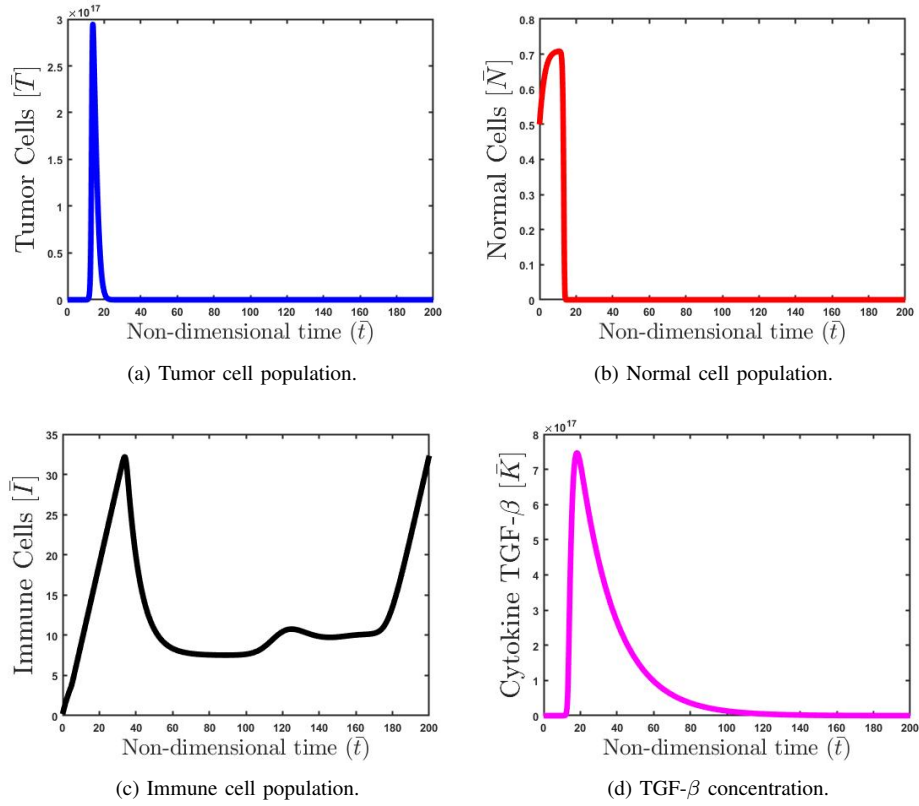 ×10^17
3
2.5
2
1.5
1
0.5
0
Tumor Cells [T̄]
0 20 40 60 80 100 120 140 160 180 200
Non-dimensional time (t̄)
(a) Tumor cell population.
0.8
0.7
0.6
0.5
0.4
0.3
0.2
0.1
0
Normal Cells [N̄]
0 20 40 60 80 100 120 140 160 180 200
Non-dimensional time (t̄)
(b) Normal cell population.
35
30
25
20
15
10
5
0
Immune Cells [Ī]
0 20 40 60 80 100 120 140 160 180 200
Non-dimensional time (t̄)
(c) Immune cell population.
×10^17
8
7
6
5
4
3
2
1
0
Cytokine TGF-β [K̄]
0 20 40 60 80 100 120 140 160 180 200
Non-dimensional time (t̄)
(d) TGF-β concentration.